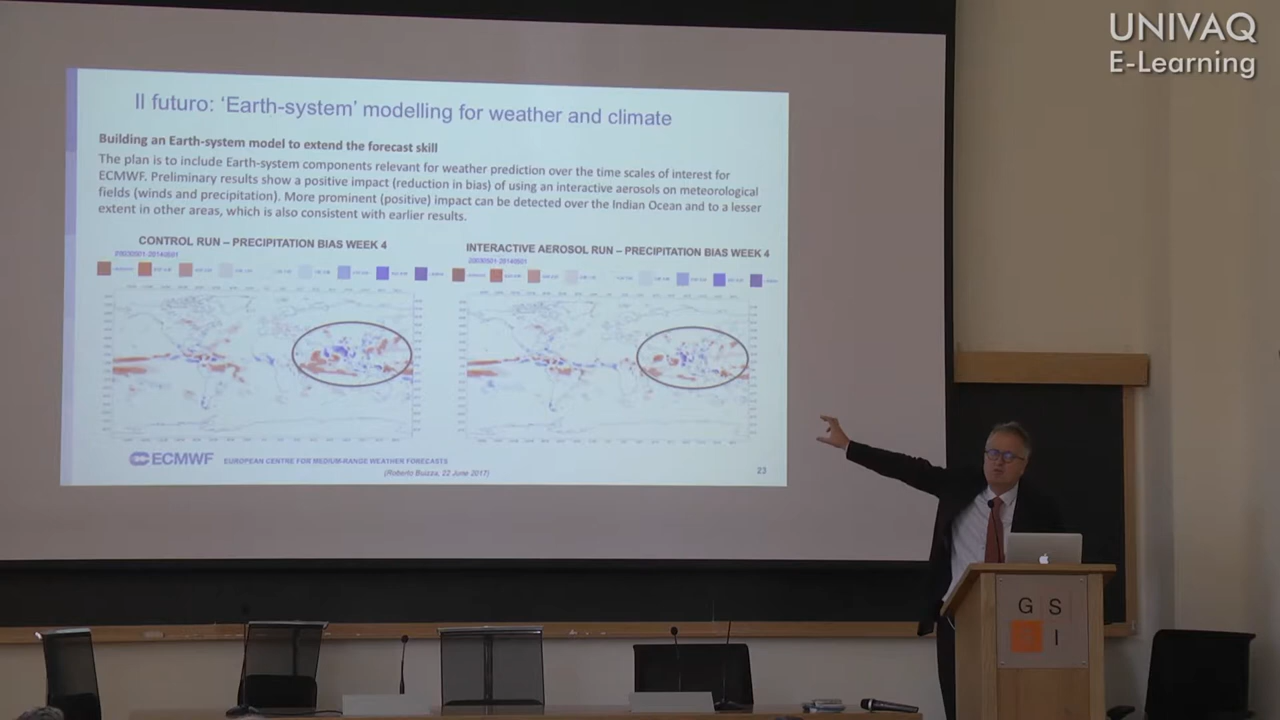 UNIVAQ
E-Learning
Il futuro: ‘Earth-system’ modelling for weather and climate
Building an Earth-system model to extend the forecast skill
The plan is to include Earth-system components relevant for weather prediction over the time scales of interest for
ECMWF. Preliminary results show a positive impact (reduction in bias) of using an interactive aerosols on meteorological
fields (winds and precipitation). More prominent (positive) impact can be detected over the Indian Ocean and to a lesser
extent in other areas, which is also consistent with earlier results.
CONTROL RUN – PRECIPITATION BIAS WEEK 4
INTERACTIVE AEROSOL RUN – PRECIPITATION BIAS WEEK 4
20030501-20140501
20030501-20140501
ECMWF EUROPEAN CENTRE FOR MEDIUM-RANGE WEATHER FORECASTS
(Roberto Buizza, 22 June 2017)
23
G S
S I